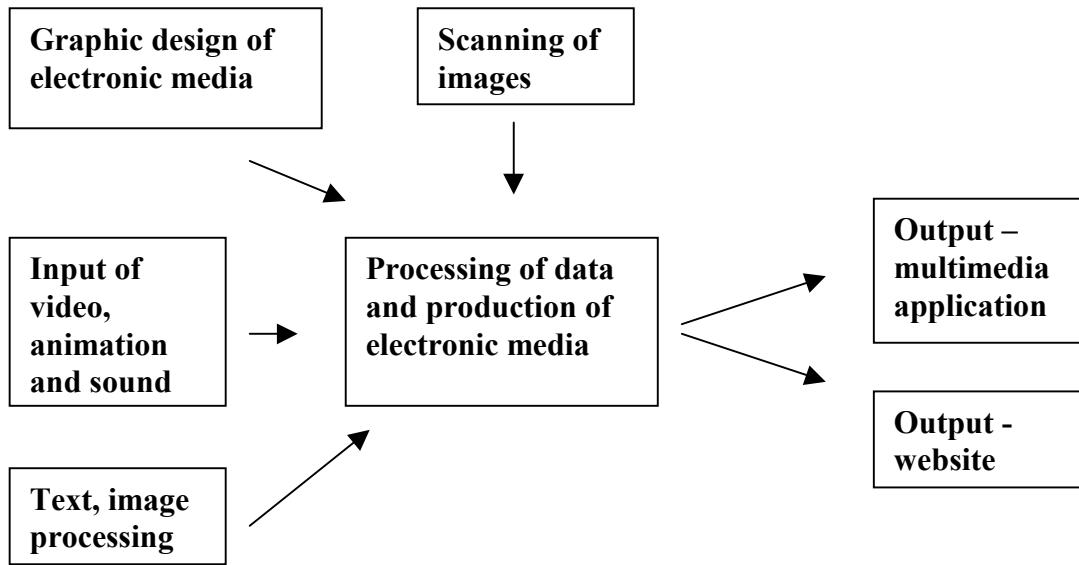 Graphic design of
electronic media
Scanning of
images
Input of
video,
animation
and sound
Processing of data
and production of
electronic media
Output –
multimedia
application
Output -
website
Text, image
processing